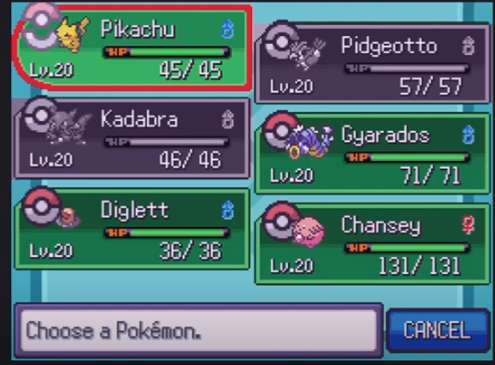 Pikachu ♂
HP
Lv.20 45/ 45
Pidgeotto ♂
HP
Lv.20 57/ 57
Kadabra ♂
Lv.20 46/ 46
Gyarados ♂
HP
Lv.20 71/ 71
Diglett ♂
HP
Lv.20 36/ 36
Chansey ♀
HP
Lv.20 131/ 131
Choose a Pokémon.
CANCEL